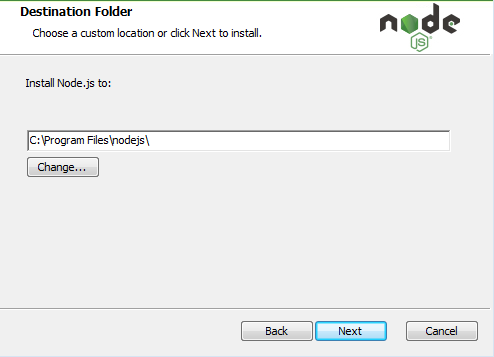 Destination Folder
Choose a custom location or click Next to install.
node
JS
Install Node.js to:
C:\Program Files\nodejs\
Change...
Back
Next
Cancel